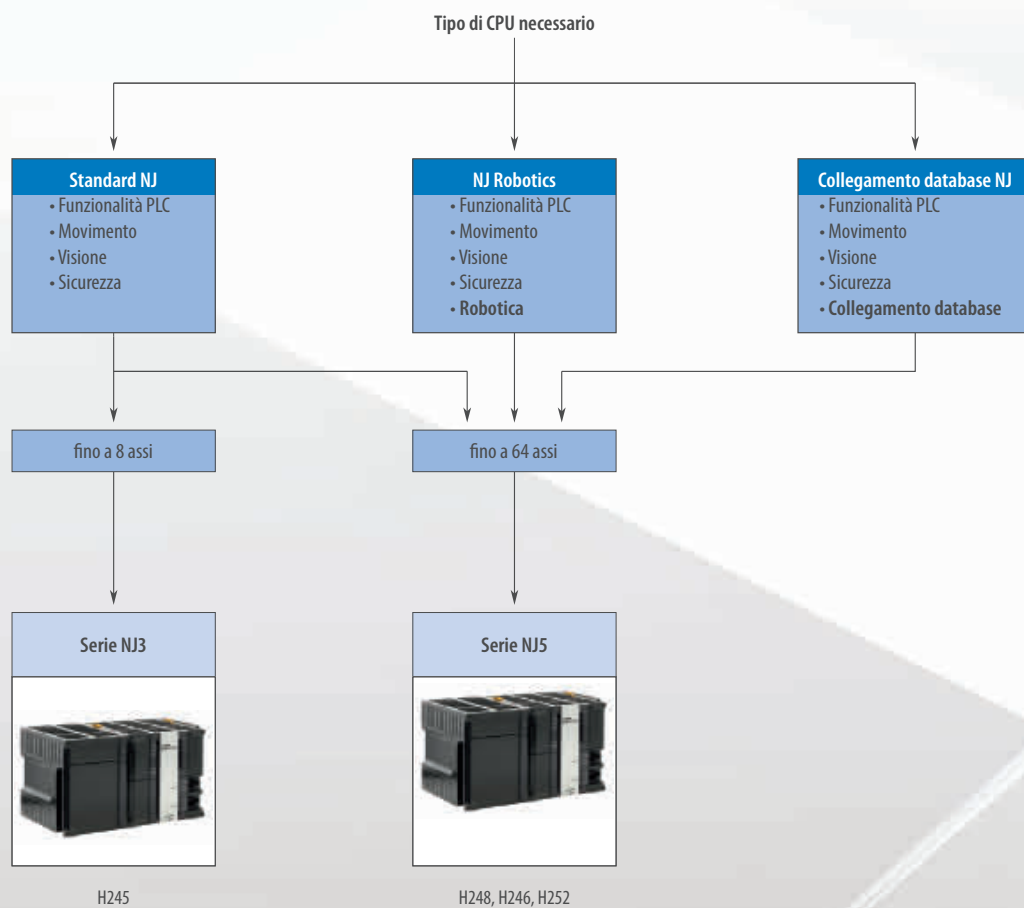 Tipo di CPU necessario
Standard NJ
• Funzionalità PLC
• Movimento
• Visione
• Sicurezza
NJ Robotics
• Funzionalità PLC
• Movimento
• Visione
• Sicurezza
• Robotica
Collegamento database NJ
• Funzionalità PLC
• Movimento
• Visione
• Sicurezza
• Collegamento database
fino a 8 assi
fino a 64 assi
Serie NJ3
Serie NJ5
H245
H248, H246, H252